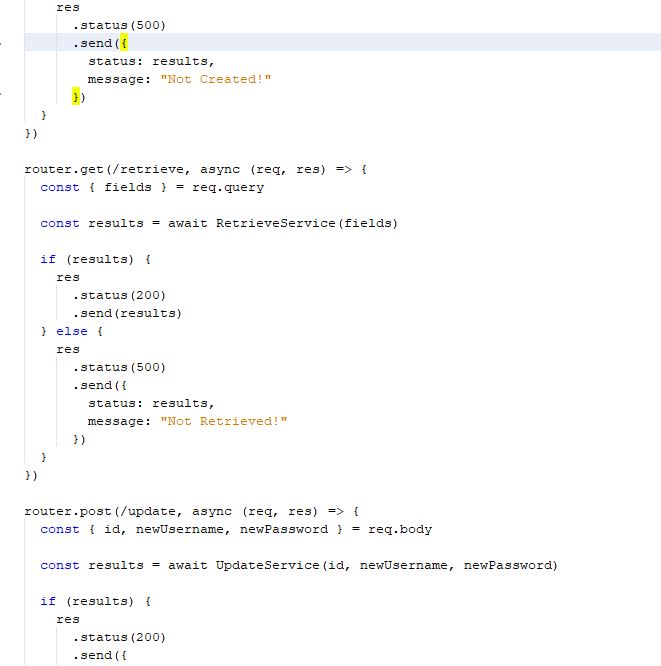 res
.status(500)
.send({
status: results,
message: "Not Created!"
})
}
})
router.get(/retrieve, async (req, res) => {
const { fields } = req.query
const results = await RetrieveService(fields)
if (results) {
res
.status(200)
.send(results)
} else {
res
.status(500)
.send({
status: results,
message: "Not Retrieved!"
})
}
})
router.post(/update, async (req, res) => {
const { id, newUsername, newPassword } = req.body
const results = await UpdateService(id, newUsername, newPassword)
if (results) {
res
.status(200)
.send({